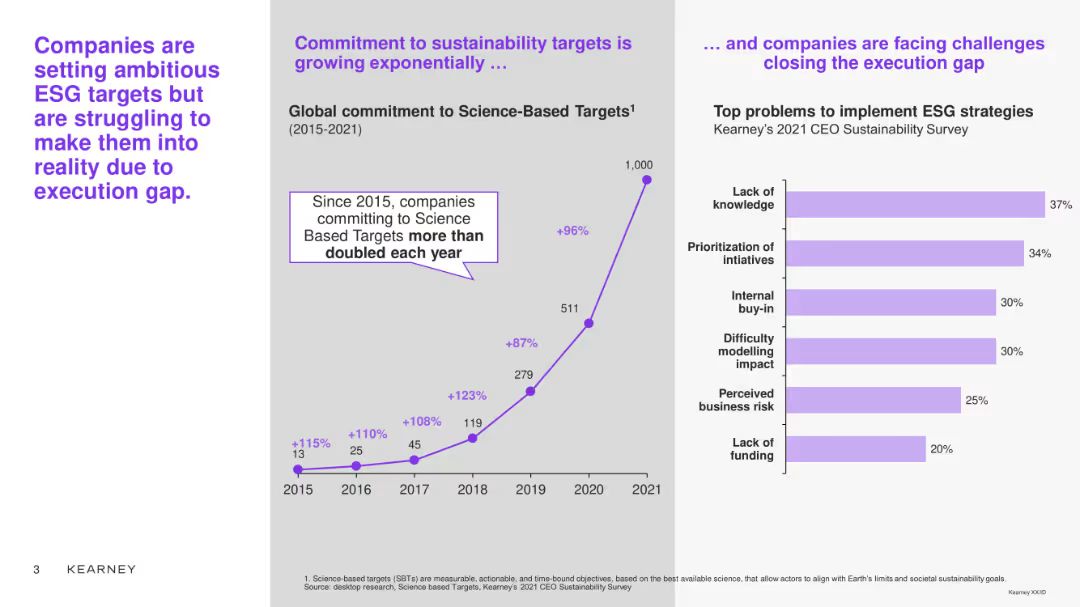 Companies are
setting ambitious
ESG targets but
are struggling to
make them into
reality due to
execution gap.
Commitment to sustainability targets is
growing exponentially …
Global commitment to Science-Based Targets1
(2015-2021)
Since 2015, companies
committing to Science
Based Targets more than
doubled each year
1,000
+96%
511
+87%
279
+123%
119
+108%
45
+110%
25
+115%
13
2015 2016 2017 2018 2019 2020 2021
… and companies are facing challenges
closing the execution gap
Top problems to implement ESG strategies
Kearney’s 2021 CEO Sustainability Survey
Lack of
knowledge
37%
Prioritization of
intiatives
34%
Internal
buy-in
30%
Difficulty
modelling
impact
30%
Perceived
business risk
25%
Lack of
funding
20%
1. Science-based targets (SBTs) are measurable, actionable, and time-bound objectives, based on the best available science, that allow actors to align with Earth’s limits and societal sustainability goals.
Source: desktop research, Science based Targets, Kearney’s 2021 CEO Sustainability Survey
3 KEARNEY
Kearney XX/ID